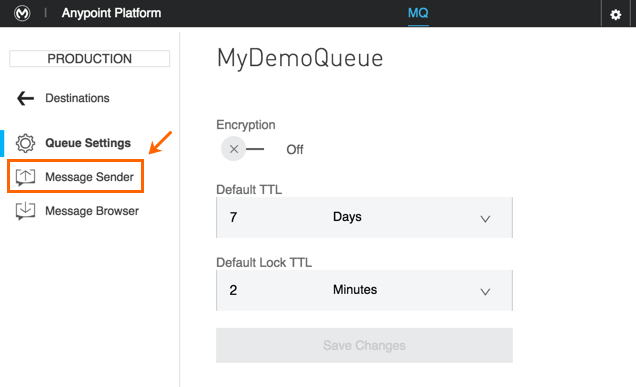 Anypoint Platform
MQ
PRODUCTION
Destinations
Queue Settings
Message Sender
Message Browser
MyDemoQueue
Encryption
Off
Default TTL
7 Days
Default Lock TTL
2 Minutes
Save Changes